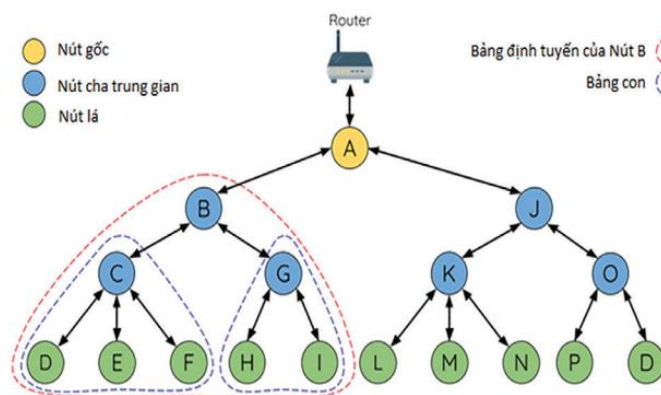 Router
Nút gốc
Nút cha trung gian
Nút lá
Bảng định tuyến của Nút B
Bảng con
A
B
J
C
G
K
O
D
E
F
H
I
L
M
N
P
D